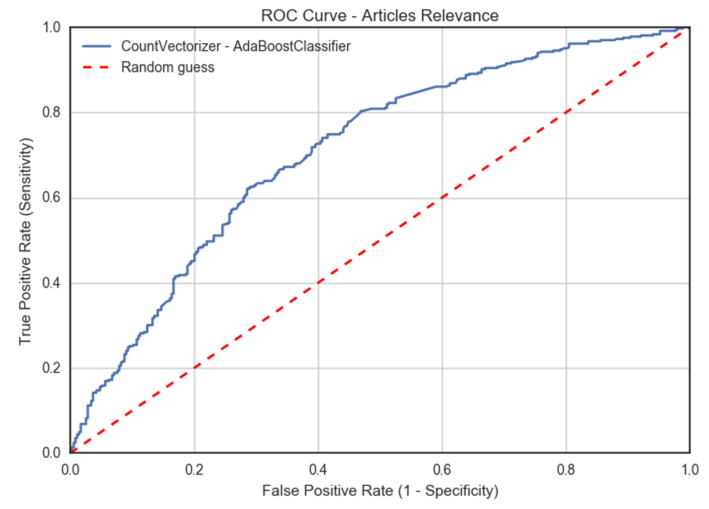 ROC Curve - Articles Relevance
CountVectorizer - AdaBoostClassifier
Random guess
True Positive Rate (Sensitivity)
1.0
0.8
0.6
0.4
0.2
0.0
0.0 0.2 0.4 0.6 0.8 1.0
False Positive Rate (1 - Specificity)